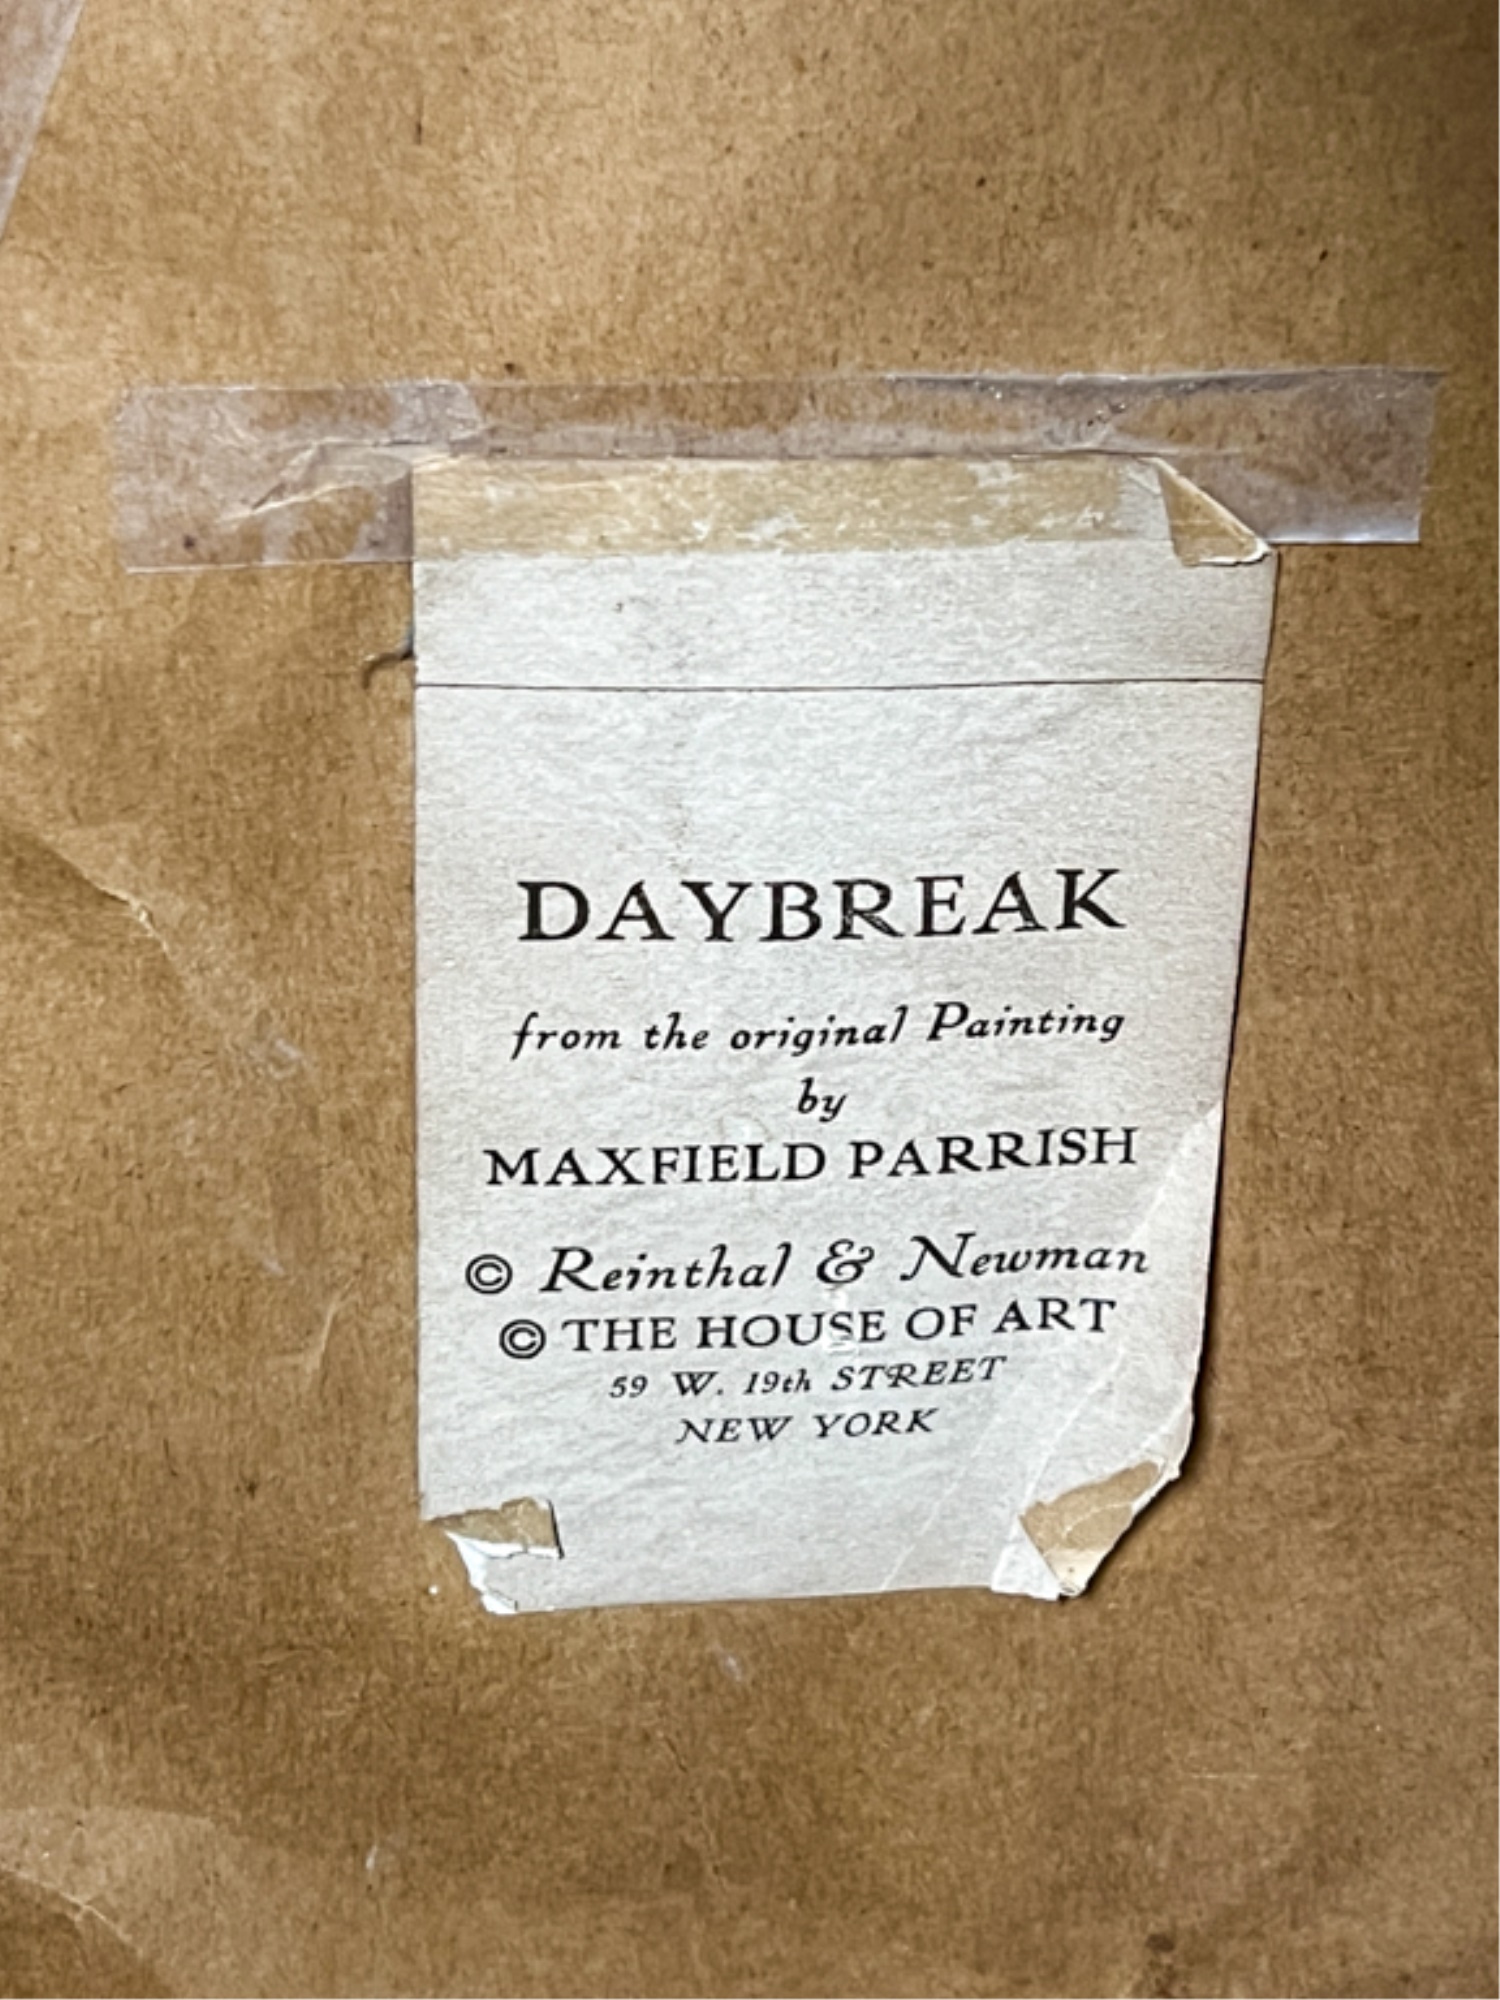 DAYBREAK
from the original Painting
by
MAXFIELD PARRISH
© Reinthal & Newman
© THE HOUSE OF ART
59 W. 19th STREET
NEW YORK